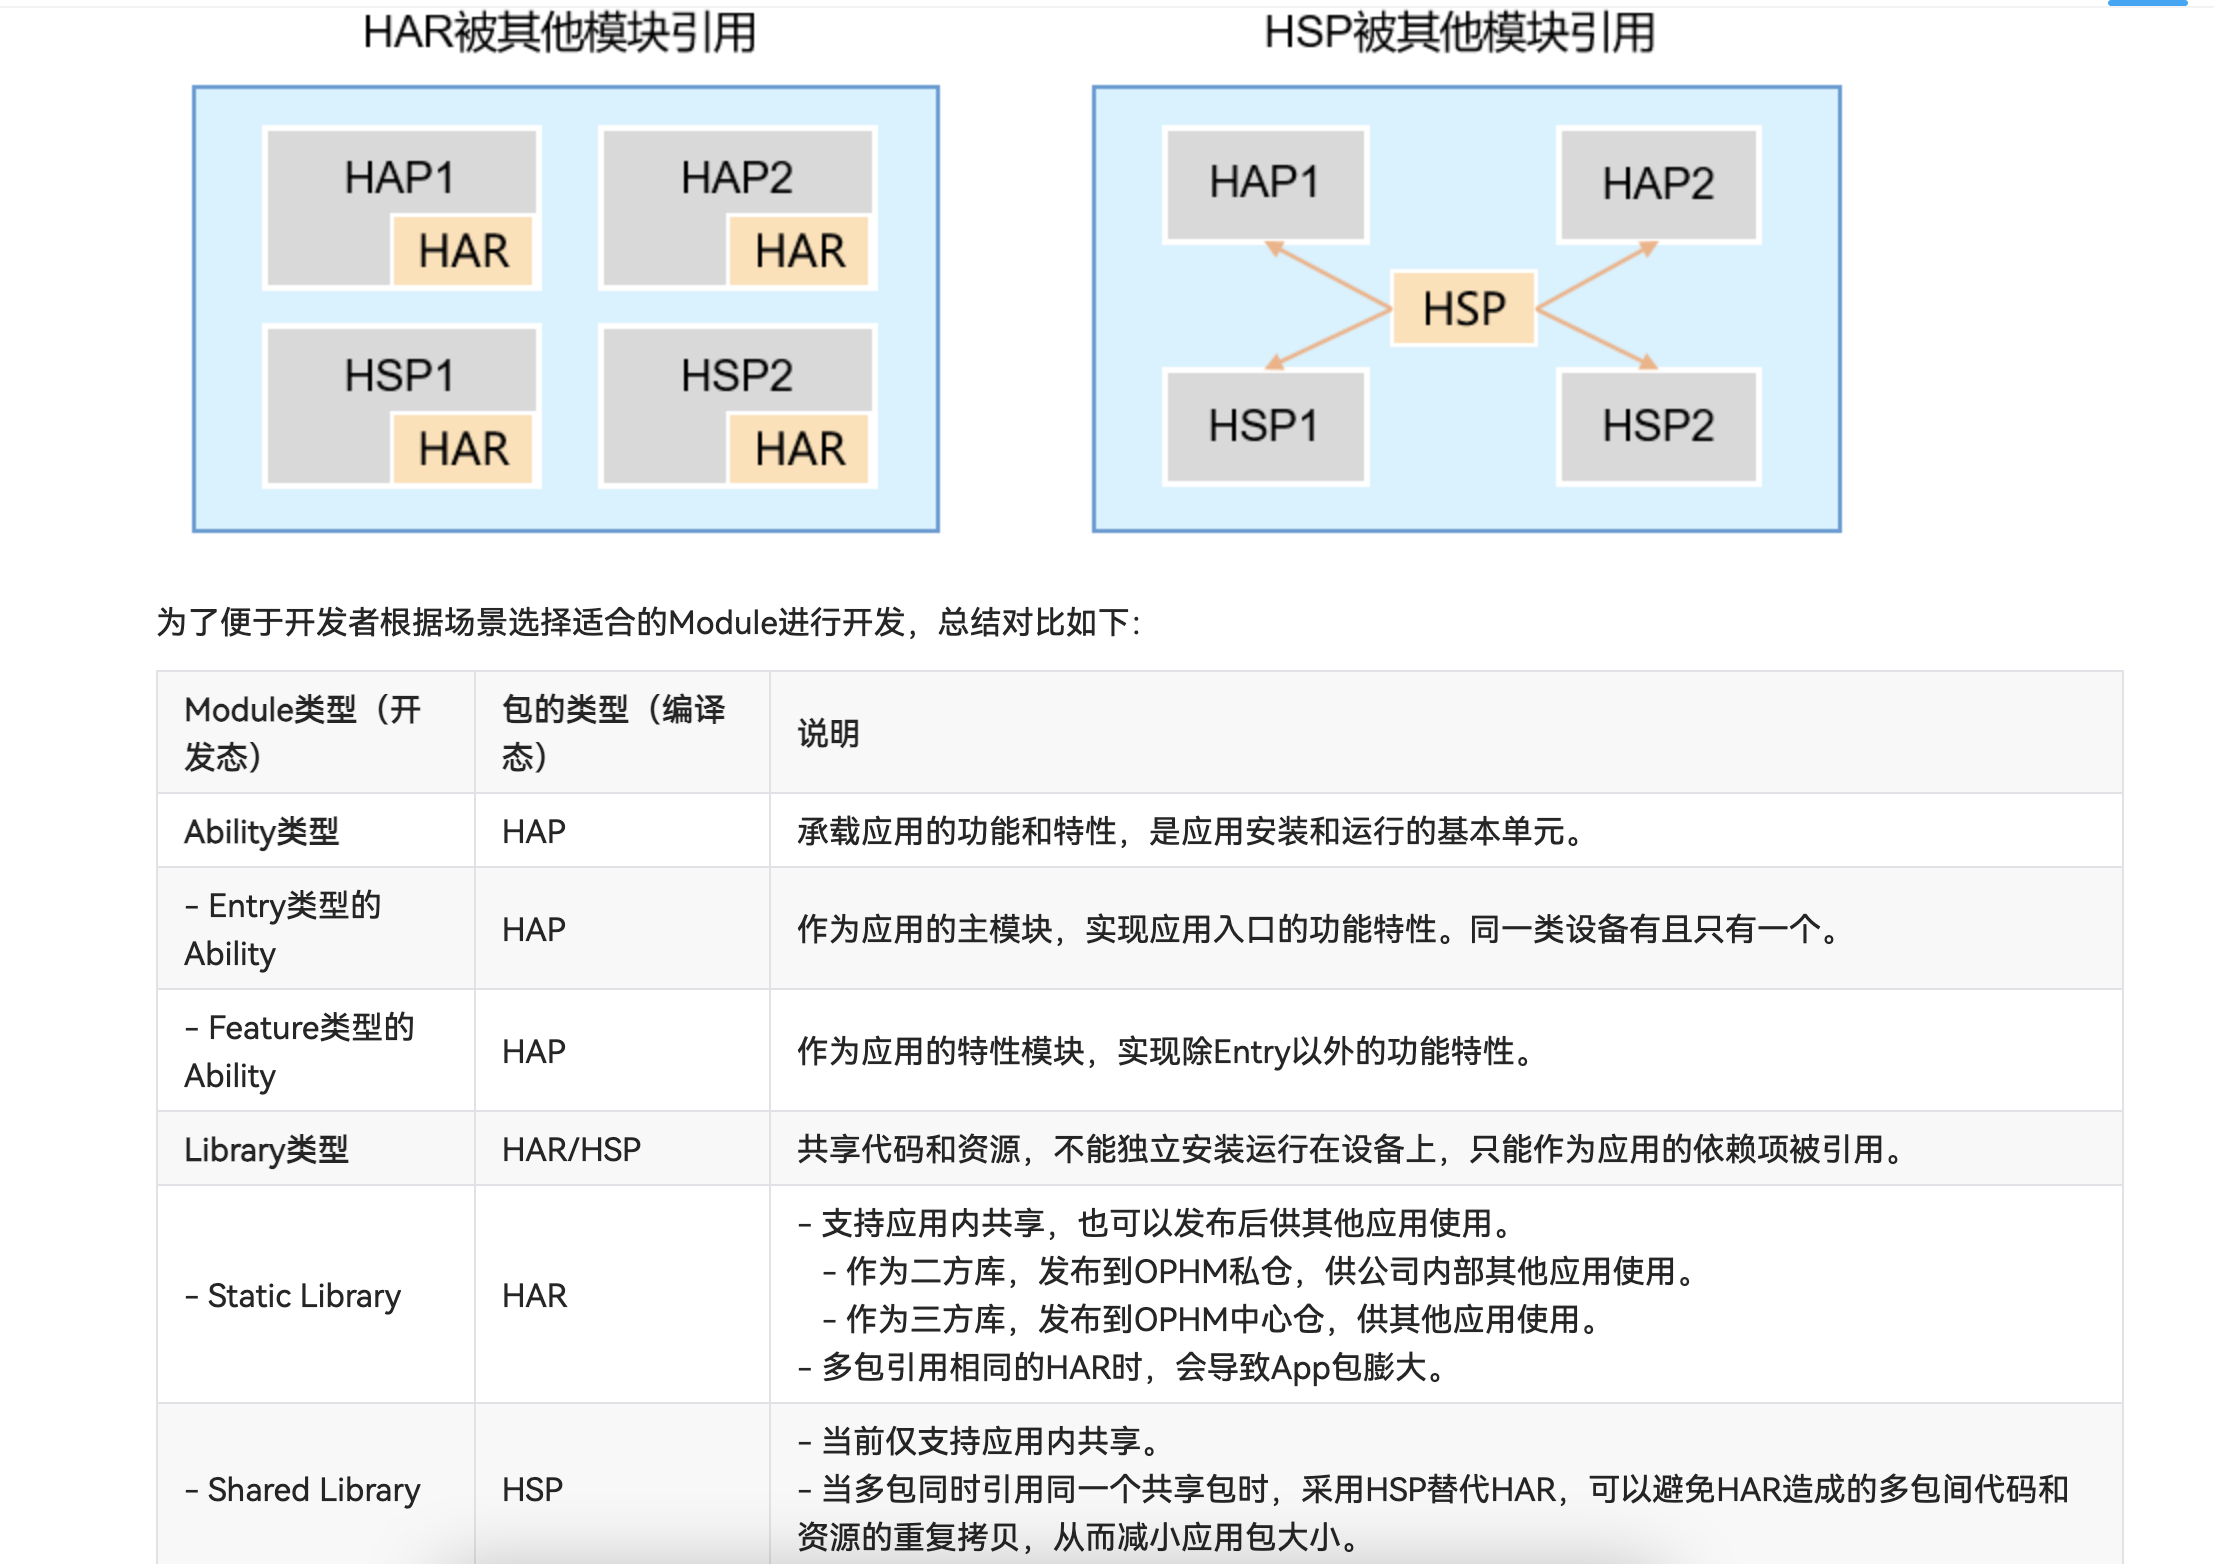 HAR被其他模块引用
HSP被其他模块引用
HAP1
HAR
HAP2
HAR
HSP1
HAR
HSP2
HAR
HAP1
HAP2
HSP
HSP1
HSP2
为了便于开发者根据场景选择适合的Module进行开发，总结对比如下：
Module类型（开
发态）
包的类型（编译
态）
说明
Ability类型
HAP
承载应用的功能和特性，是应用安装和运行的基本单元。
- Entry类型的
Ability
HAP
作为应用的主模块，实现应用入口的功能特性。同一类设备有且只有一个。
- Feature类型的
Ability
HAP
作为应用的特性模块，实现除Entry以外的功能特性。
Library类型
HAR/HSP
共享代码和资源，不能独立安装运行在设备上，只能作为应用的依赖项被引用。
- Static Library
HAR
- 支持应用内共享，也可以发布后供其他应用使用。
- 作为二方库，发布到OPHM私仓，供公司内部其他应用使用。
- 作为三方库，发布到OPHM中心仓，供其他应用使用。
- 多包引用相同的HAR时，会导致App包膨大。
- Shared Library
HSP
- 当前仅支持应用内共享。
- 当多包同时引用同一个共享包时，采用HSP替代HAR，可以避免HAR造成的多包间代码和
资源的重复拷贝，从而减小应用包大小。